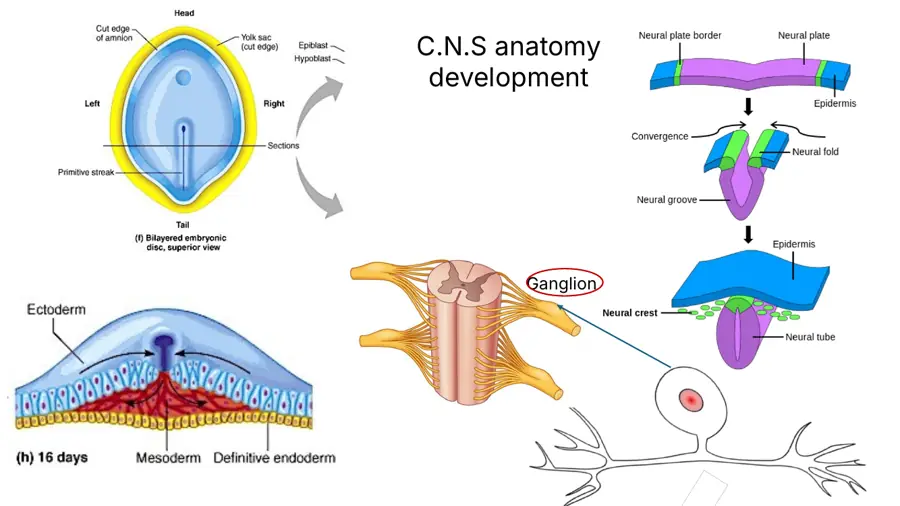 Head
Cut edge
of amnion
Yolk sac
(cut edge)
Epiblast
Hypoblast
Left
Right
Sections
Primitive streak
Tail
(f) Bilayered embryonic
disc, superior view
C.N.S anatomy
development
Neural plate border
Neural plate
Epidermis
Convergence
Neural fold
Neural groove
Epidermis
Neural crest
Neural tube
Ganglion
Ectoderm
(h) 16 days
Mesoderm
Definitive endoderm